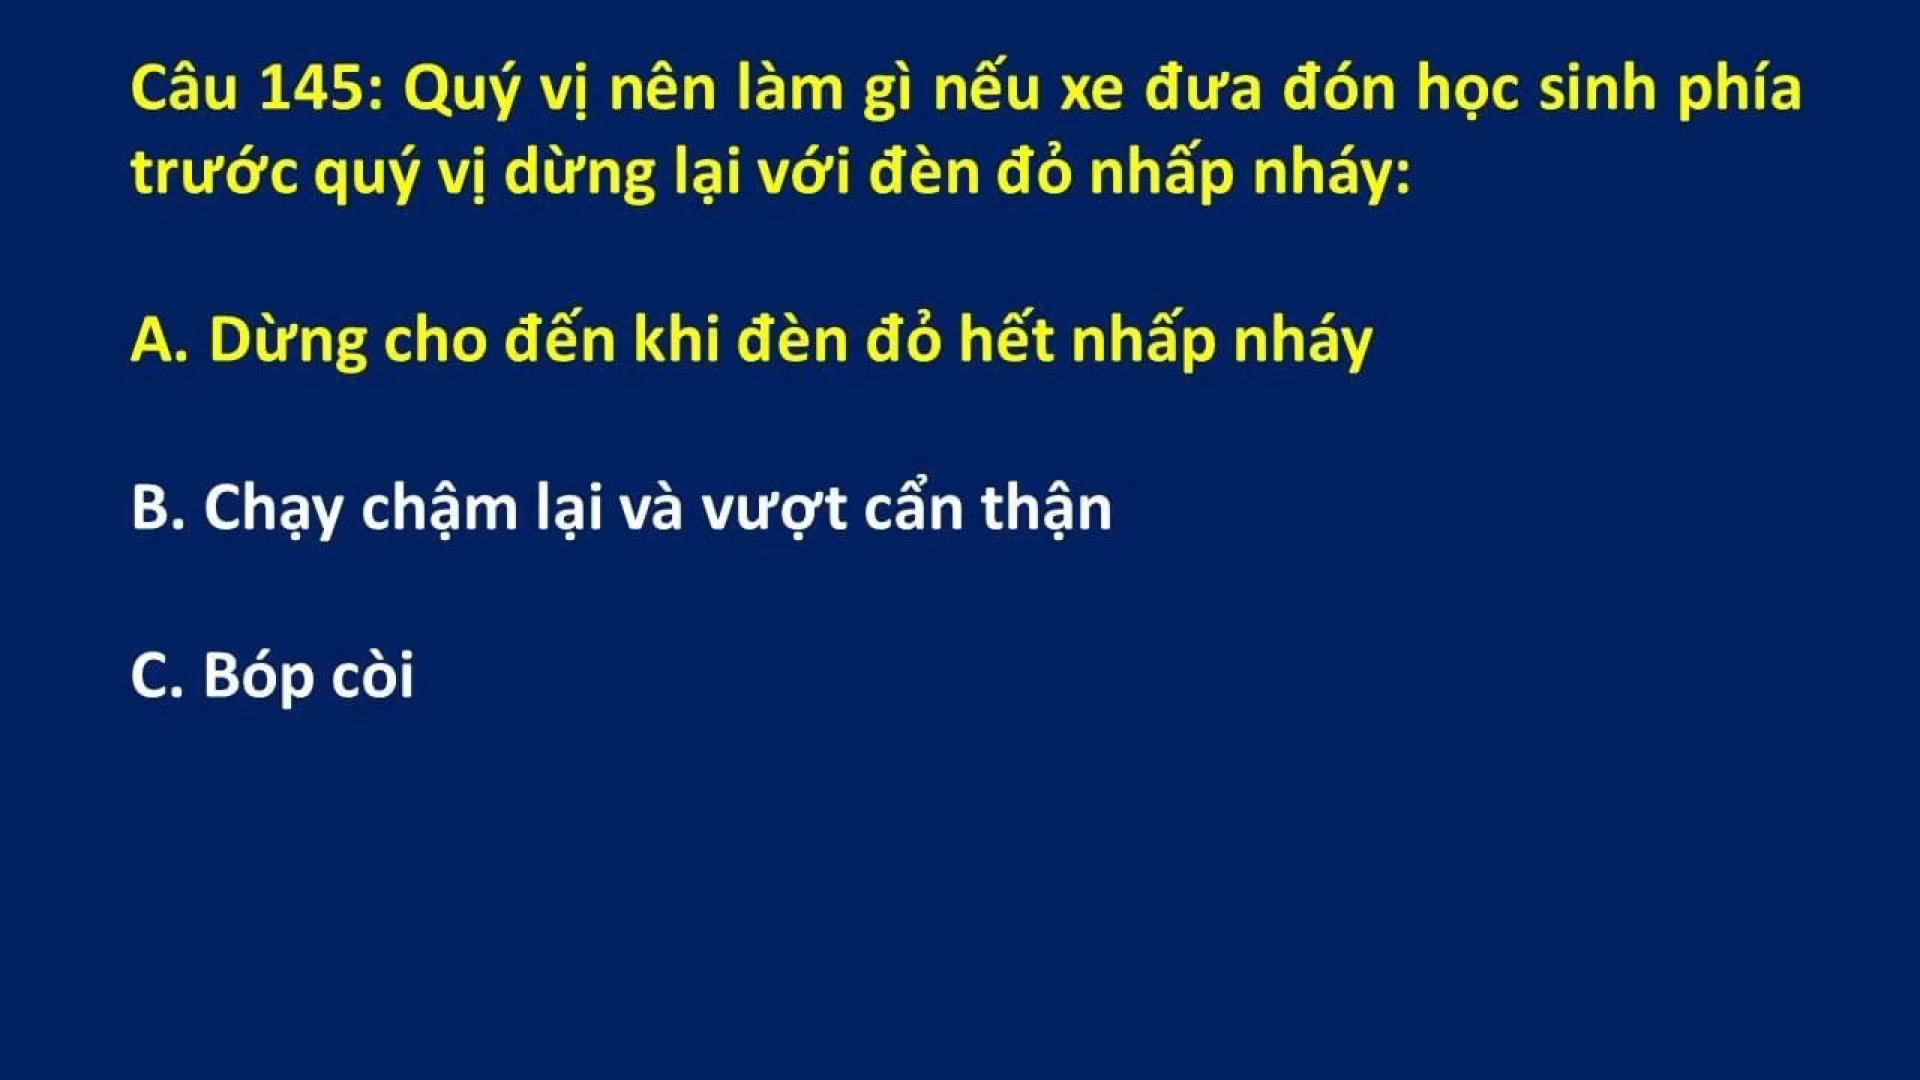 Câu 145: Quý vị nên làm gì nếu xe đưa đón học sinh phía
trước quý vị dừng lại với đèn đỏ nhấp nháy:
A. Dừng cho đến khi đèn đỏ hết nhấp nháy
B. Chạy chậm lại và vượt cẩn thận
C. Bóp còi